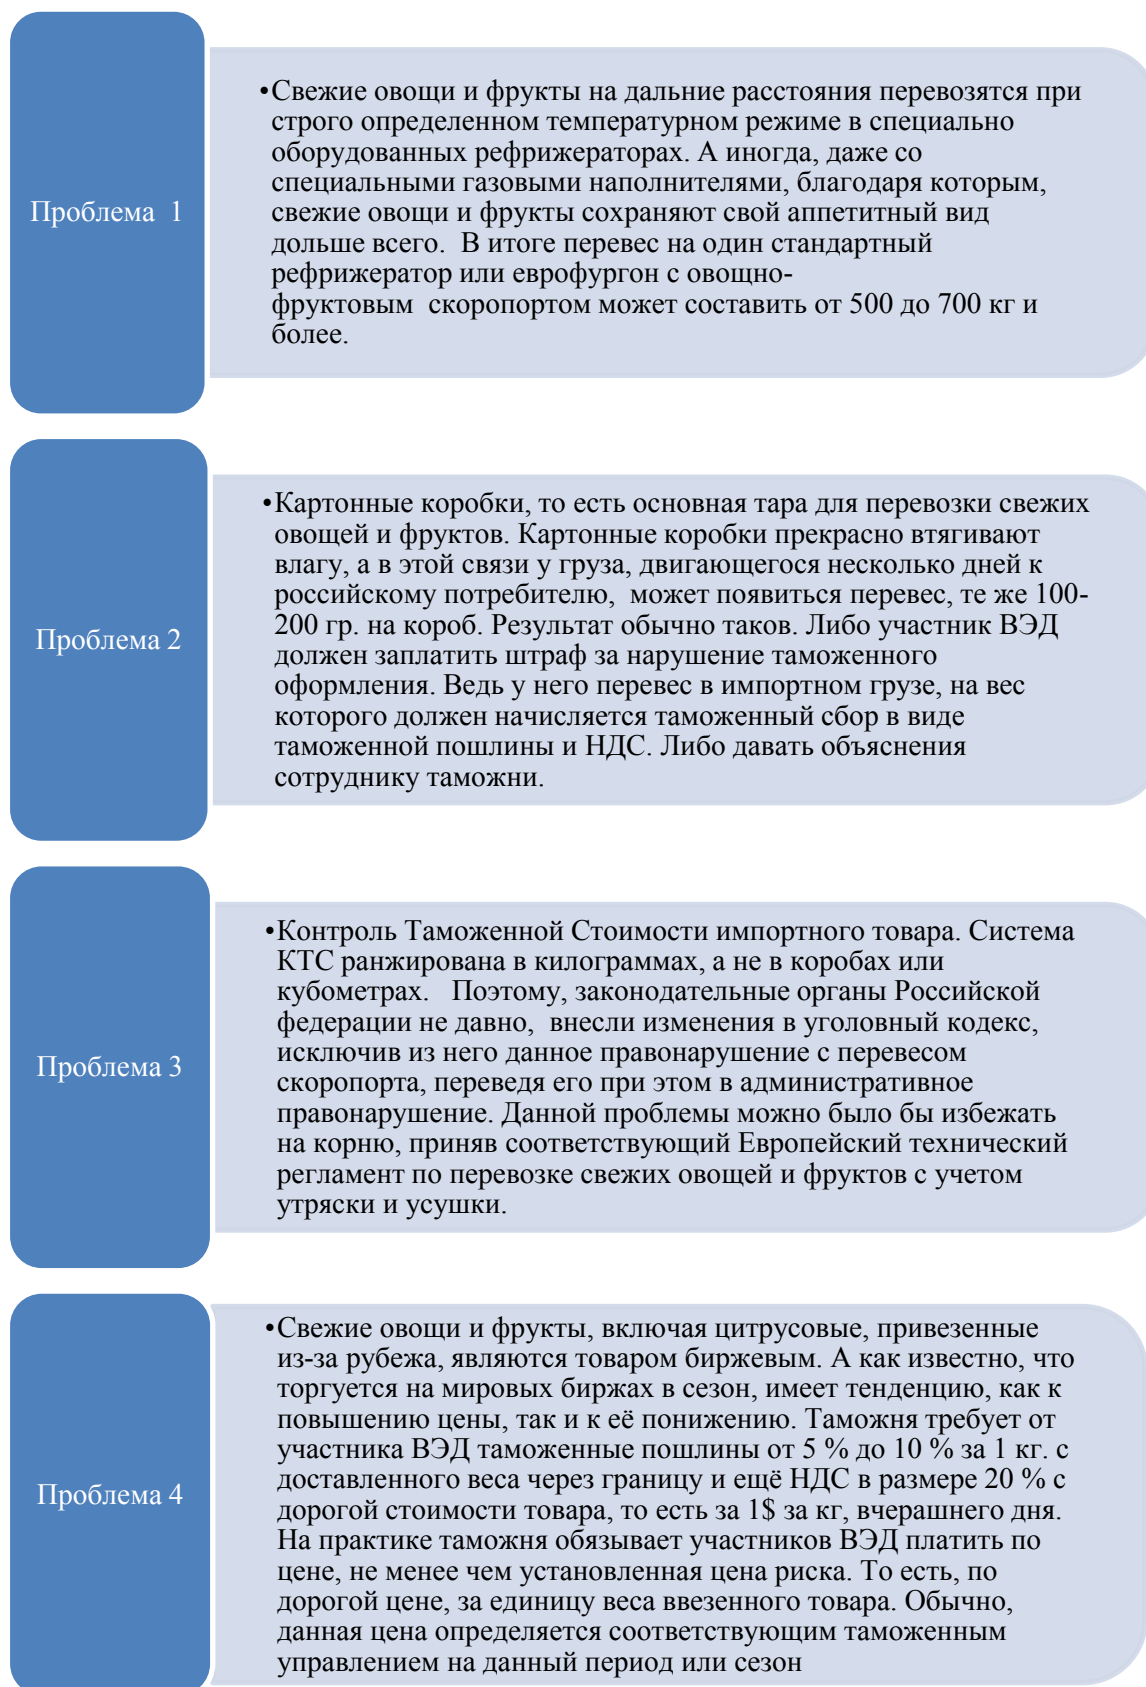 Проблема 1
•Свежие овощи и фрукты на дальние расстояния перевозятся при
строго определенном температурном режиме в специально
оборудованных рефрижераторах. А иногда, даже со
специальными газовыми наполнителями, благодаря которым,
свежие овощи и фрукты сохраняют свой аппетитный вид
дольше всего. В итоге перевес на один стандартный
рефрижератор или еврофургон с овощно-
фруктовым скоропортом может составить от 500 до 700 кг и
более.
Проблема 2
•Картонные коробки, то есть основная тара для перевозки свежих
овощей и фруктов. Картонные коробки прекрасно втягивают
влагу, а в этой связи у груза, двигающегося несколько дней к
российскому потребителю, может появиться перевес, те же 100-
200 гр. на короб. Результат обычно таков. Либо участник ВЭД
должен заплатить штраф за нарушение таможенного
оформления. Ведь у него перевес в импортном грузе, на вес
которого должен начисляется таможенный сбор в виде
таможенной пошлины и НДС. Либо давать объяснения
сотруднику таможни.
Проблема 3
•Контроль Таможенной Стоимости импортного товара. Система
КТС ранжирована в килограммах, а не в коробах или
кубометрах. Поэтому, законодательные органы Российской
федерации не давно, внесли изменения в уголовный кодекс,
исключив из него данное правонарушение с перевесом
скоропорта, переведя его при этом в административное
правонарушение. Данной проблемы можно было бы избежать
на корню, приняв соответствующий Европейский технический
регламент по перевозке свежих овощей и фруктов с учетом
утряски и усушки.
Проблема 4
•Свежие овощи и фрукты, включая цитрусовые, привезенные
из-за рубежа, являются товаром биржевым. А как известно, что
торгуется на мировых биржах в сезон, имеет тенденцию, как к
повышению цены, так и к её понижению. Таможня требует от
участника ВЭД таможенные пошлины от 5 % до 10 % за 1 кг. с
доставленного веса через границу и ещё НДС в размере 20 % с
дорогой стоимости товара, то есть за 1$ за кг, вчерашнего дня.
На практике таможня обязывает участников ВЭД платить по
цене, не менее чем установленная цена риска. То есть, по
дорогой цене, за единицу веса ввезенного товара. Обычно,
данная цена определяется соответствующим таможенным
управлением на данный период или сезон